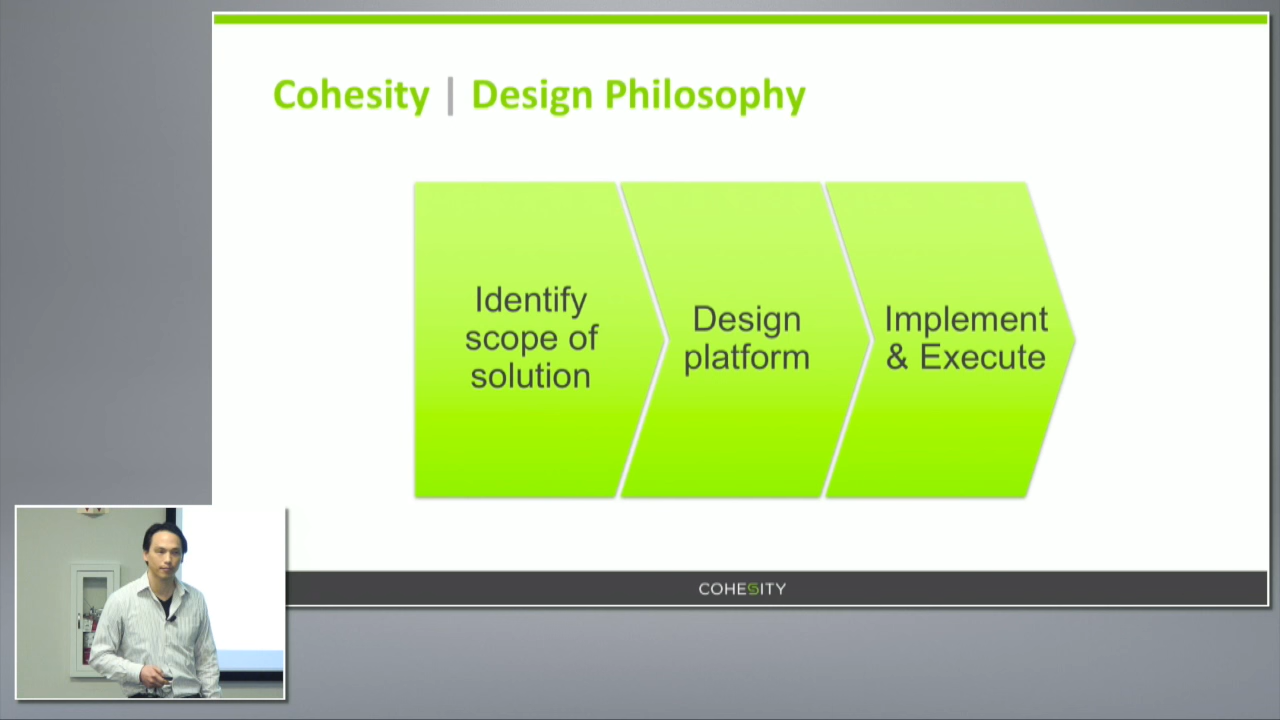 Cohesity | Design Philosophy
Identify
scope of
solution
Design
platform
Implement
& Execute
COHESITY